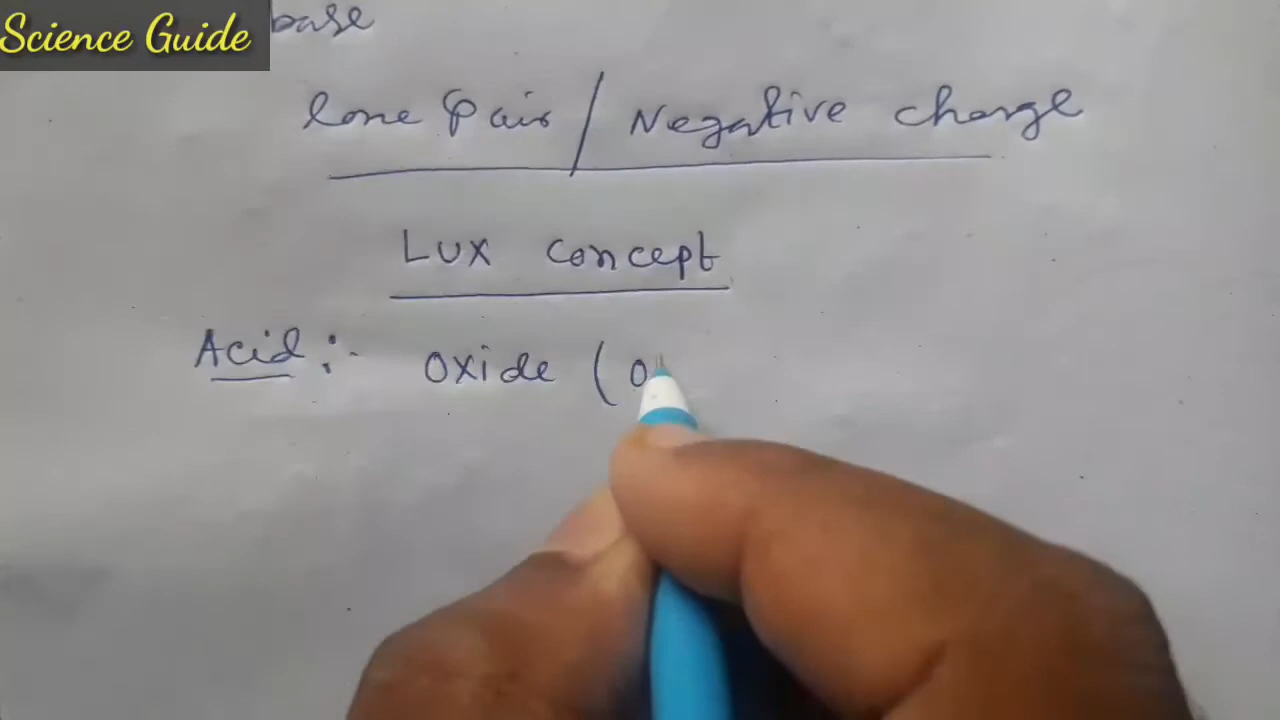 Science Guide
base
lone Pair / Negative charge
Lux concept
Acid :- Oxide ( O